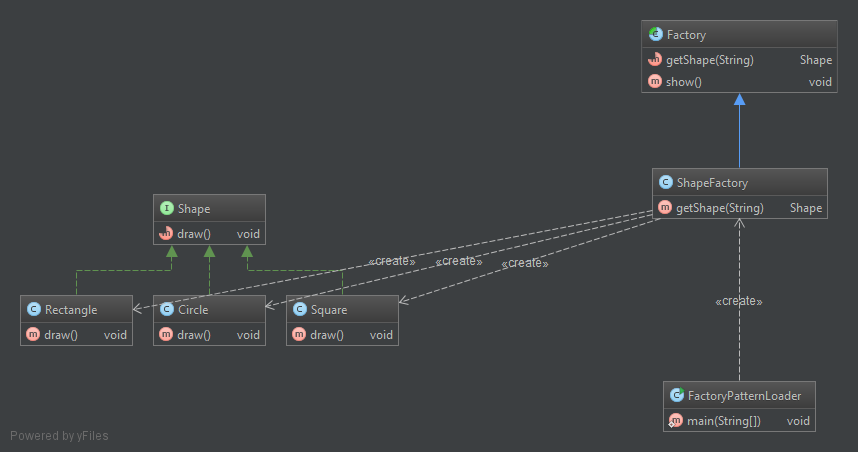 Factory
getShape(String) Shape
show() void
ShapeFactory
getShape(String) Shape
Shape
draw() void
«create» «create» «create»
Rectangle
draw() void
Circle
draw() void
Square
draw() void
«create»
FactoryPatternLoader
main(String[]) void
Powered by yFiles